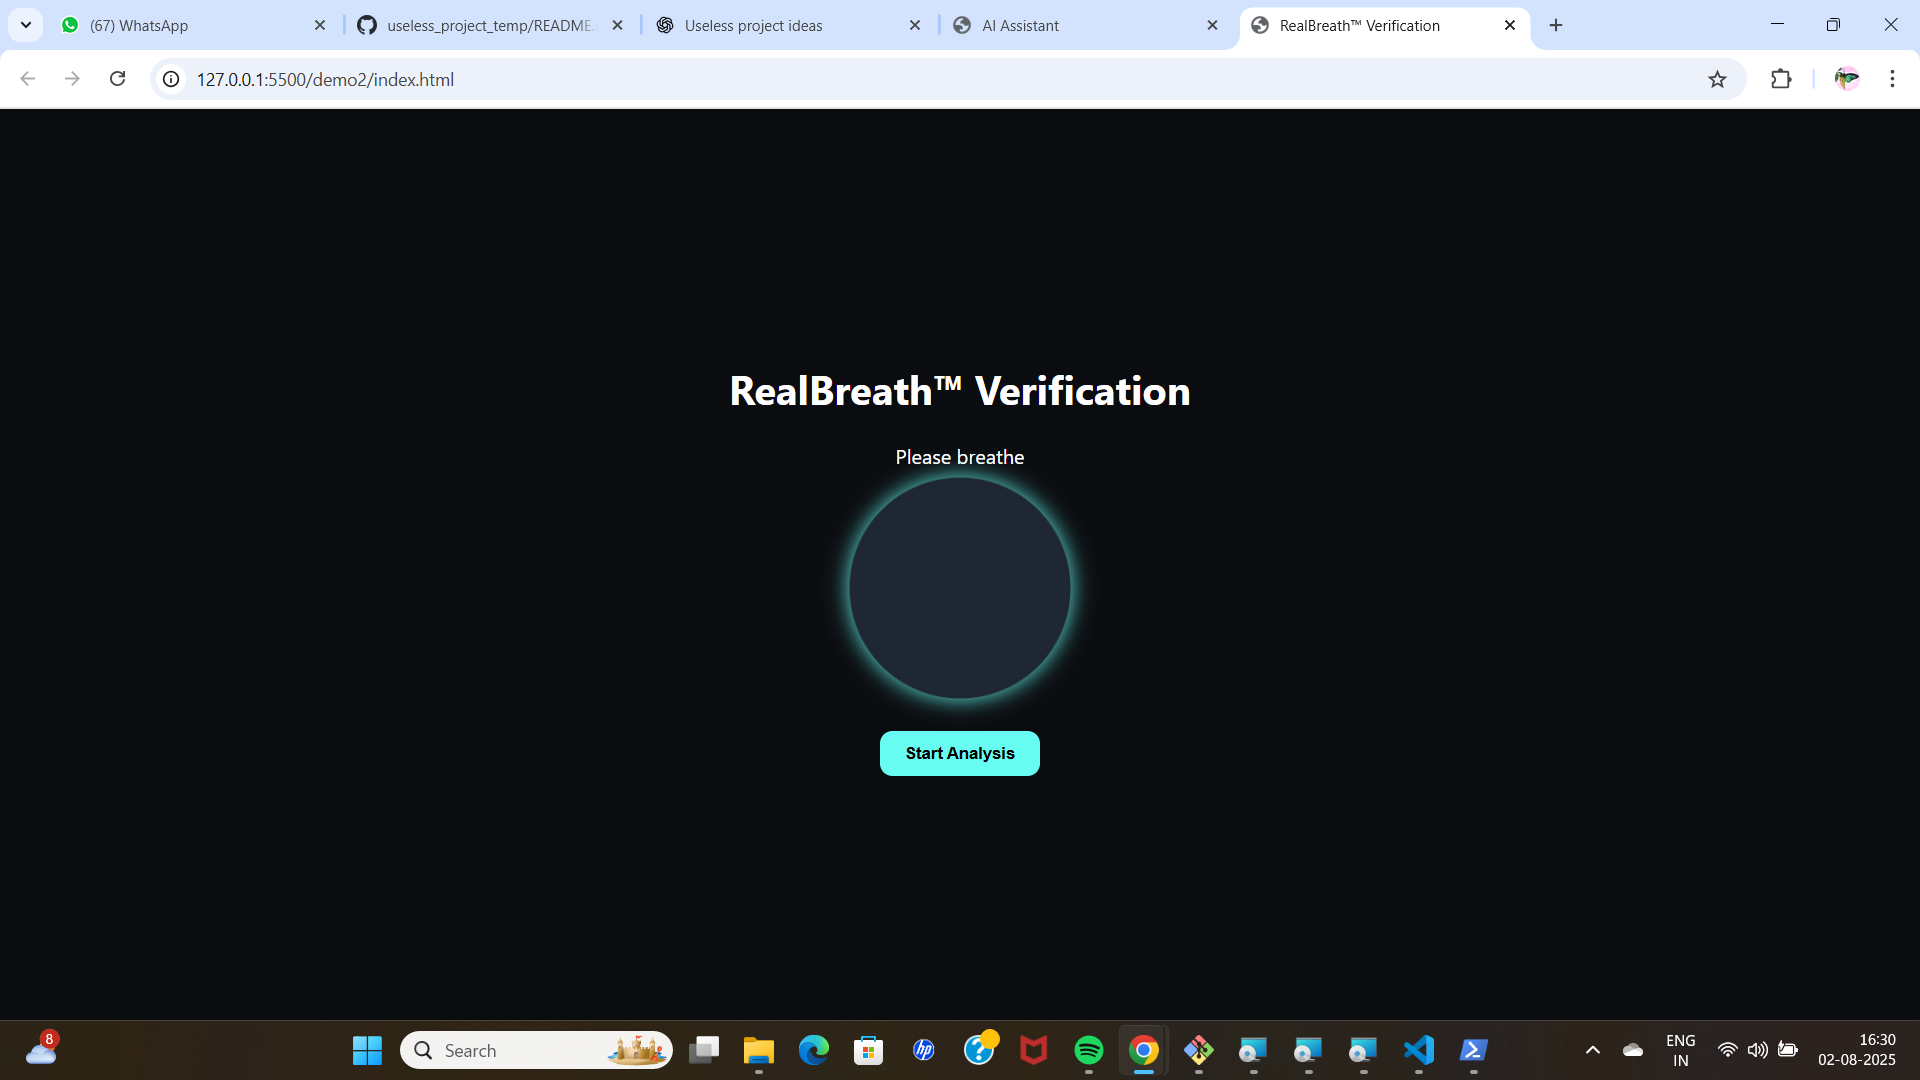 (67) WhatsApp
useless_project_temp/README.
Useless project ideas
AI Assistant
RealBreath™ Verification
127.0.0.1:5500/demo2/index.html
RealBreath™ Verification
Please breathe
Start Analysis
8
Search
hp
ENG
IN
16:30
02-08-2025